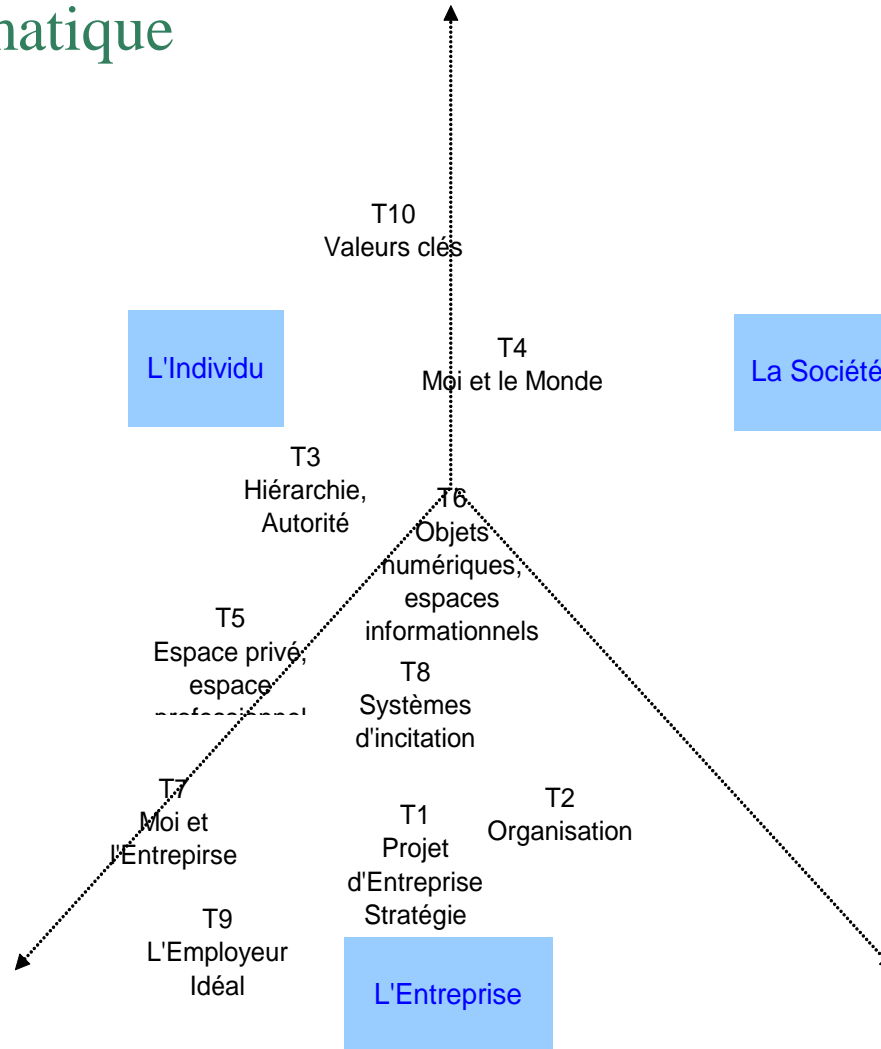 matique
T10
Valeurs clés
L'Individu
T4
Moi et le Monde
La Société
T3
Hiérarchie,
Autorité
T6
Objets
numériques,
espaces
informationnels
T5
Espace privé,
espace
professionnel
T8
Systèmes
d'incitation
T7
Moi et
l'Entrepirse
T1
Projet
d'Entreprise
Stratégie
T2
Organisation
T9
L'Employeur
Idéal
L'Entreprise